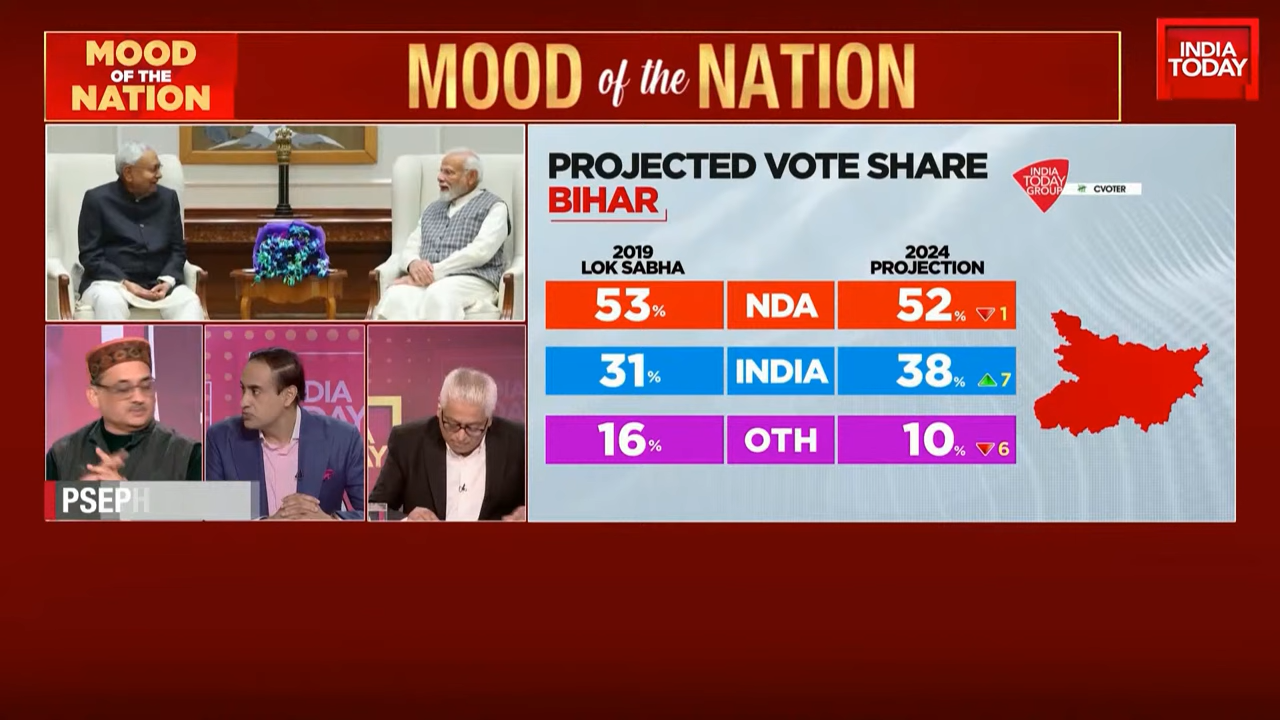 MOOD
OF THE
NATION
MOOD of the NATION
INDIA
TODAY
PROJECTED VOTE SHARE
BIHAR
INDIA
TODAY
GROUP
CVOTER
2019
LOK SABHA
2024
PROJECTION
53% NDA 52% 1
31% INDIA 38% 7
16% OTH 10% 6
PSEPH